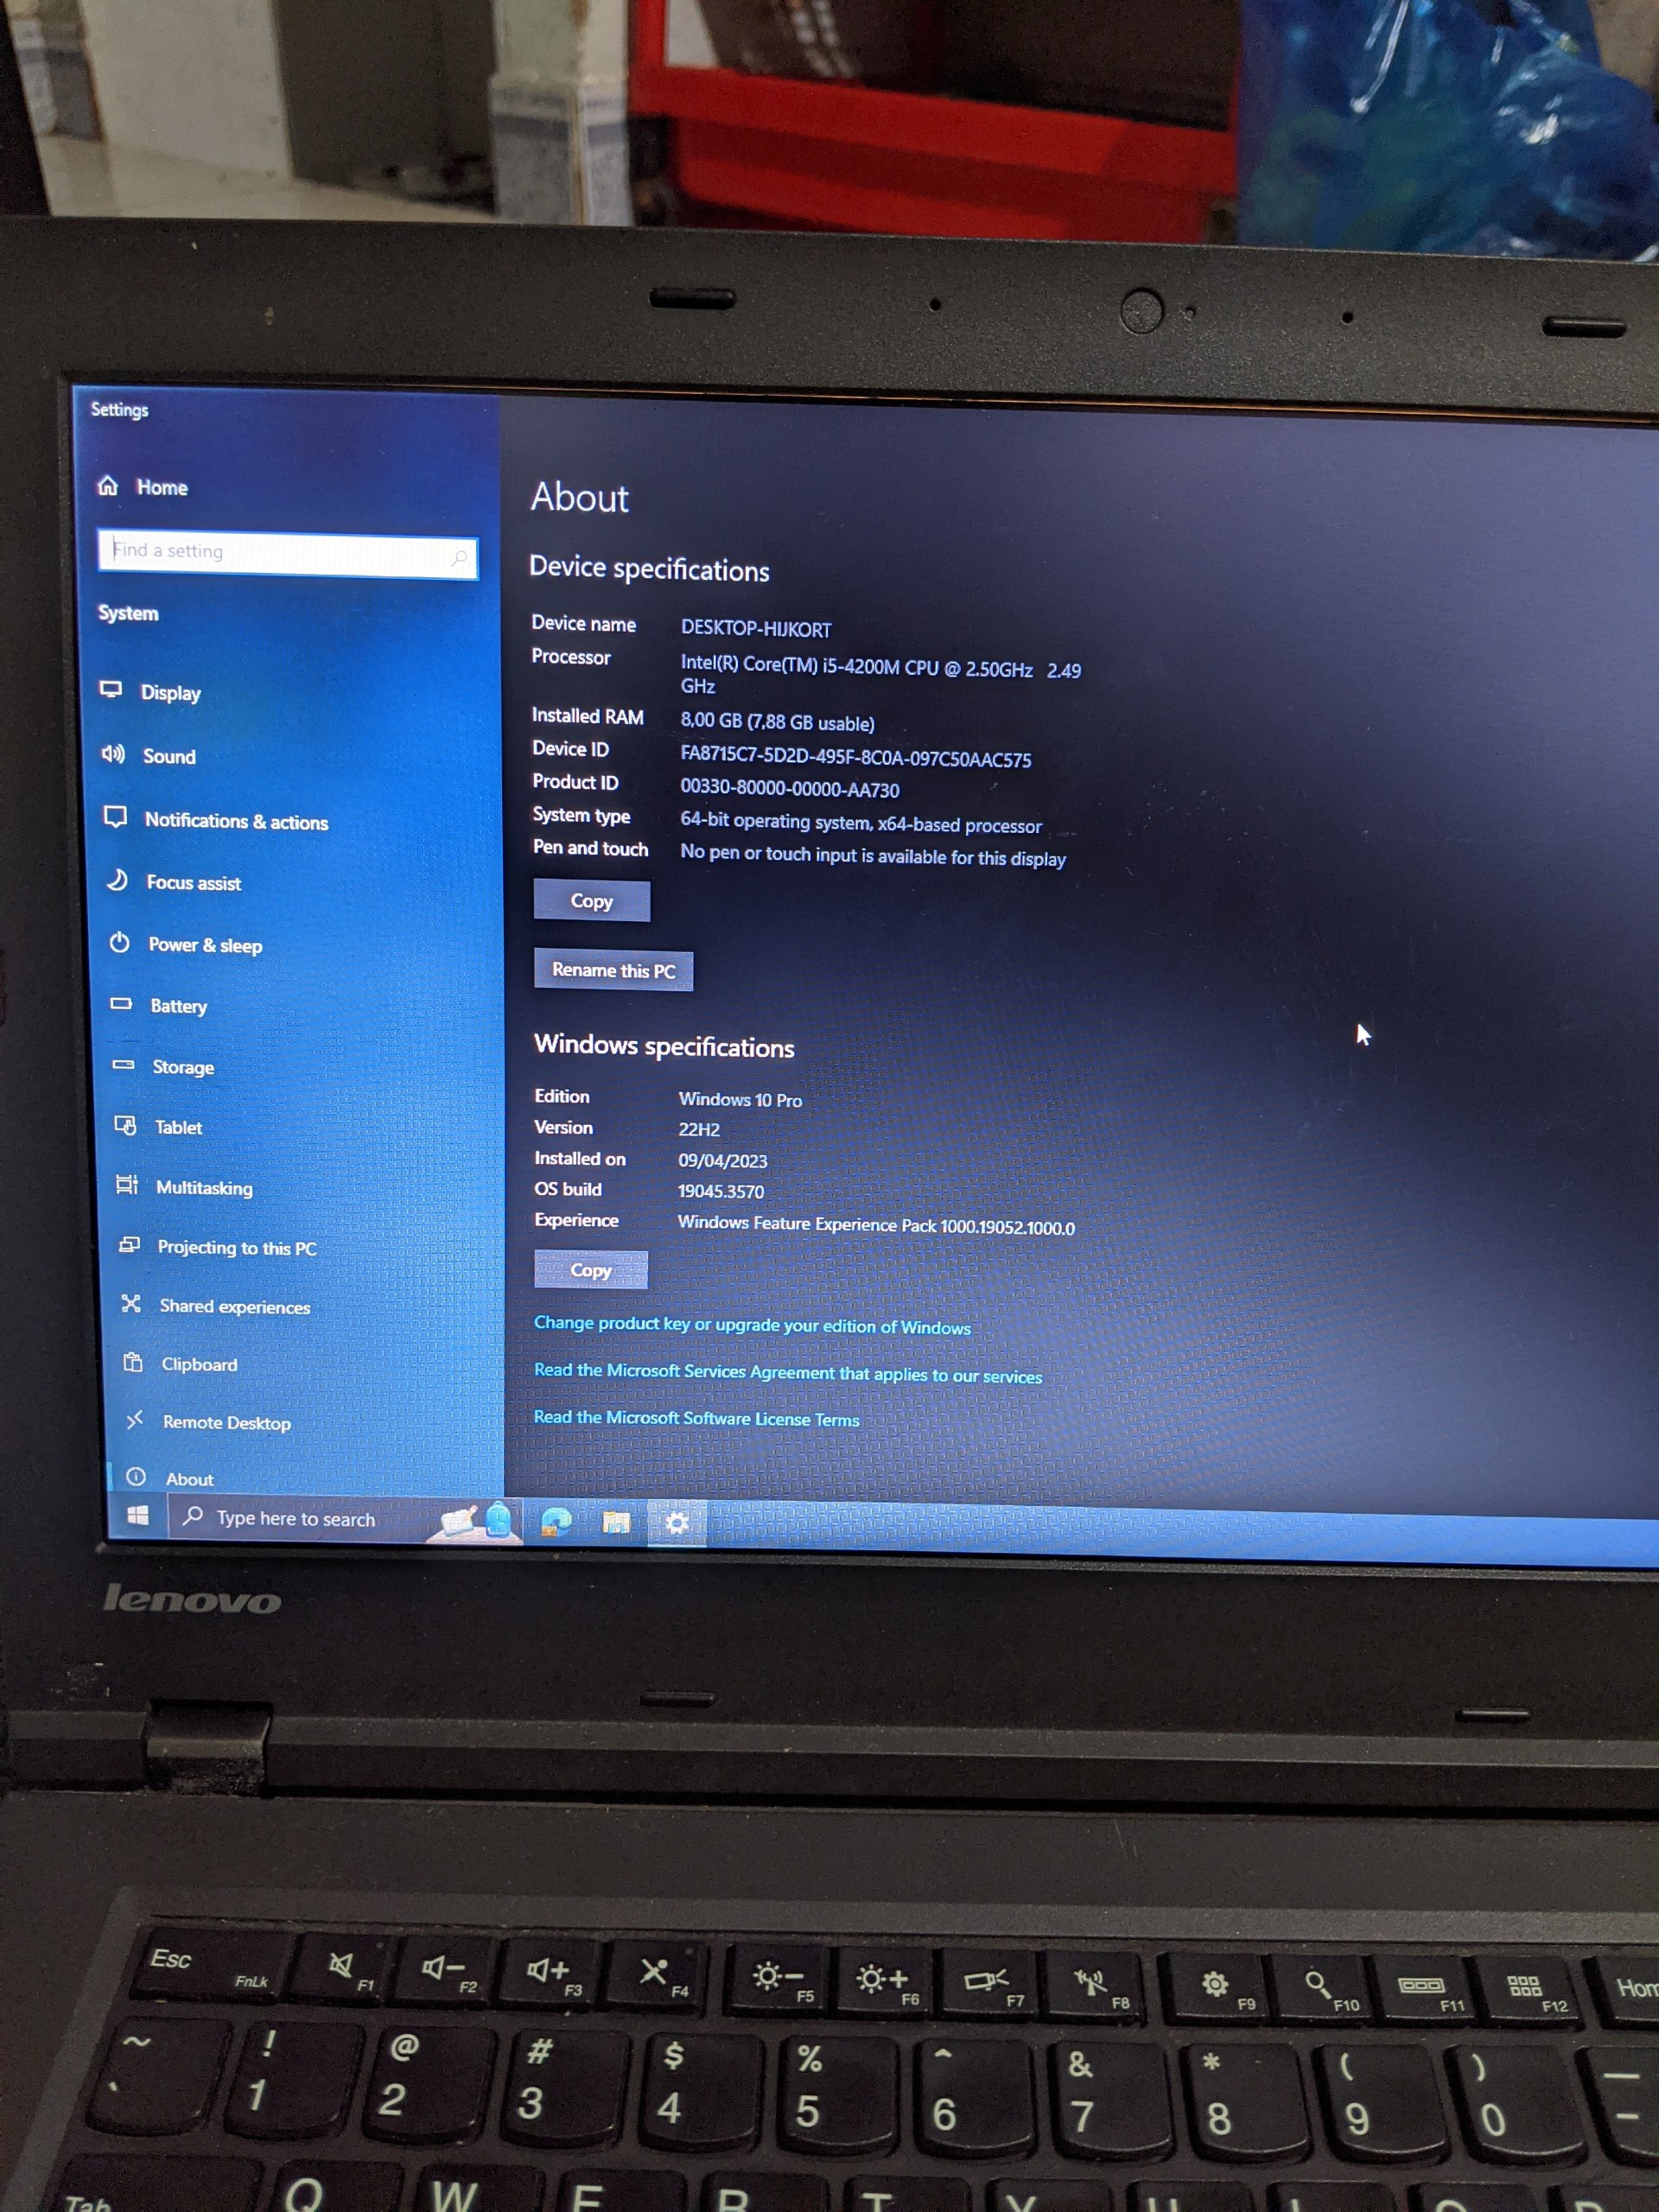 Settings
Home
Find a setting
System
Display
Sound
Notifications & actions
Focus assist
Power & sleep
Battery
Storage
Tablet
Multitasking
Projecting to this PC
Shared experiences
Clipboard
Remote Desktop
About
About
Device specifications
Device name DESKTOP-HIJKORT
Processor Intel(R) Core(TM) i5-4200M CPU @ 2.50GHz 2.49
GHz
Installed RAM 8,00 GB (7,88 GB usable)
Device ID FA8715C7-5D2D-495F-8C0A-097C50AAC575
Product ID 00330-80000-00000-AA730
System type 64-bit operating system, x64-based processor
Pen and touch No pen or touch input is available for this display
Copy
Rename this PC
Windows specifications
Edition Windows 10 Pro
Version 22H2
Installed on 09/04/2023
OS build 19045.3570
Experience Windows Feature Experience Pack 1000.19052.1000.0
Copy
Change product key or upgrade your edition of Windows
Read the Microsoft Services Agreement that applies to our services
Read the Microsoft Software License Terms
Type here to search
lenovo
Esc FnLk F1 F2 F3 F4 F5 F6 F7 F8 F9 F10 F11 F12
~ ! @ # $ % ^ & * ( )
` 1 2 3 4 5 6 7 8 9 0 -
Tab Q W E R T Y U I O P